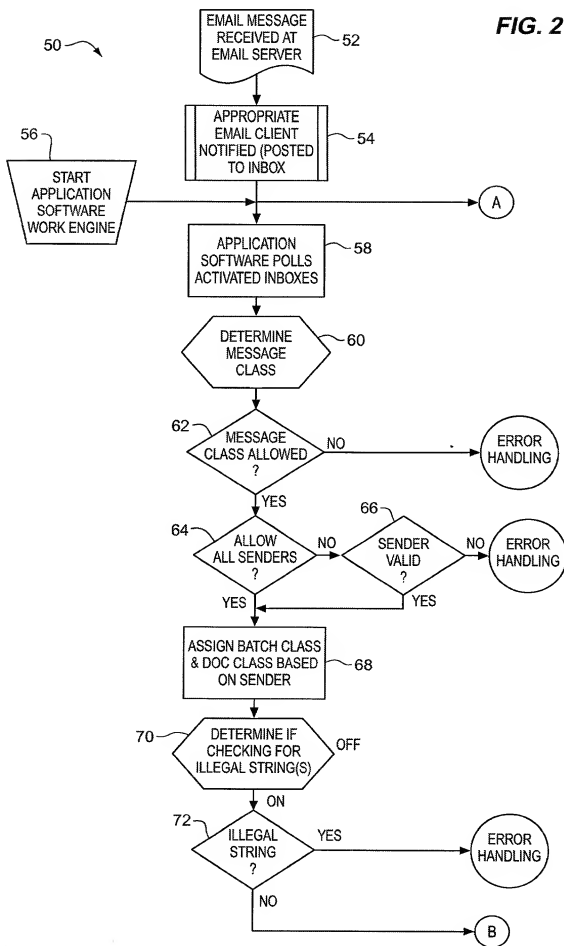 FIG. 2
50
EMAIL MESSAGE
RECEIVED AT
EMAIL SERVER
52
APPROPRIATE
EMAIL CLIENT
NOTIFIED (POSTED
TO INBOX
54
56
START
APPLICATION
SOFTWARE
WORK ENGINE
A
APPLICATION
SOFTWARE POLLS
ACTIVATED INBOXES
58
DETERMINE
MESSAGE
CLASS
60
62
MESSAGE
CLASS ALLOWED
?
NO
ERROR
HANDLING
YES
64
ALLOW
ALL SENDERS
?
NO
66
SENDER
VALID
?
NO
ERROR
HANDLING
YES
YES
ASSIGN BATCH CLASS
& DOC CLASS BASED
ON SENDER
68
70
DETERMINE IF
CHECKING FOR
ILLEGAL STRING(S)
OFF
ON
72
ILLEGAL
STRING
?
YES
ERROR
HANDLING
NO
B